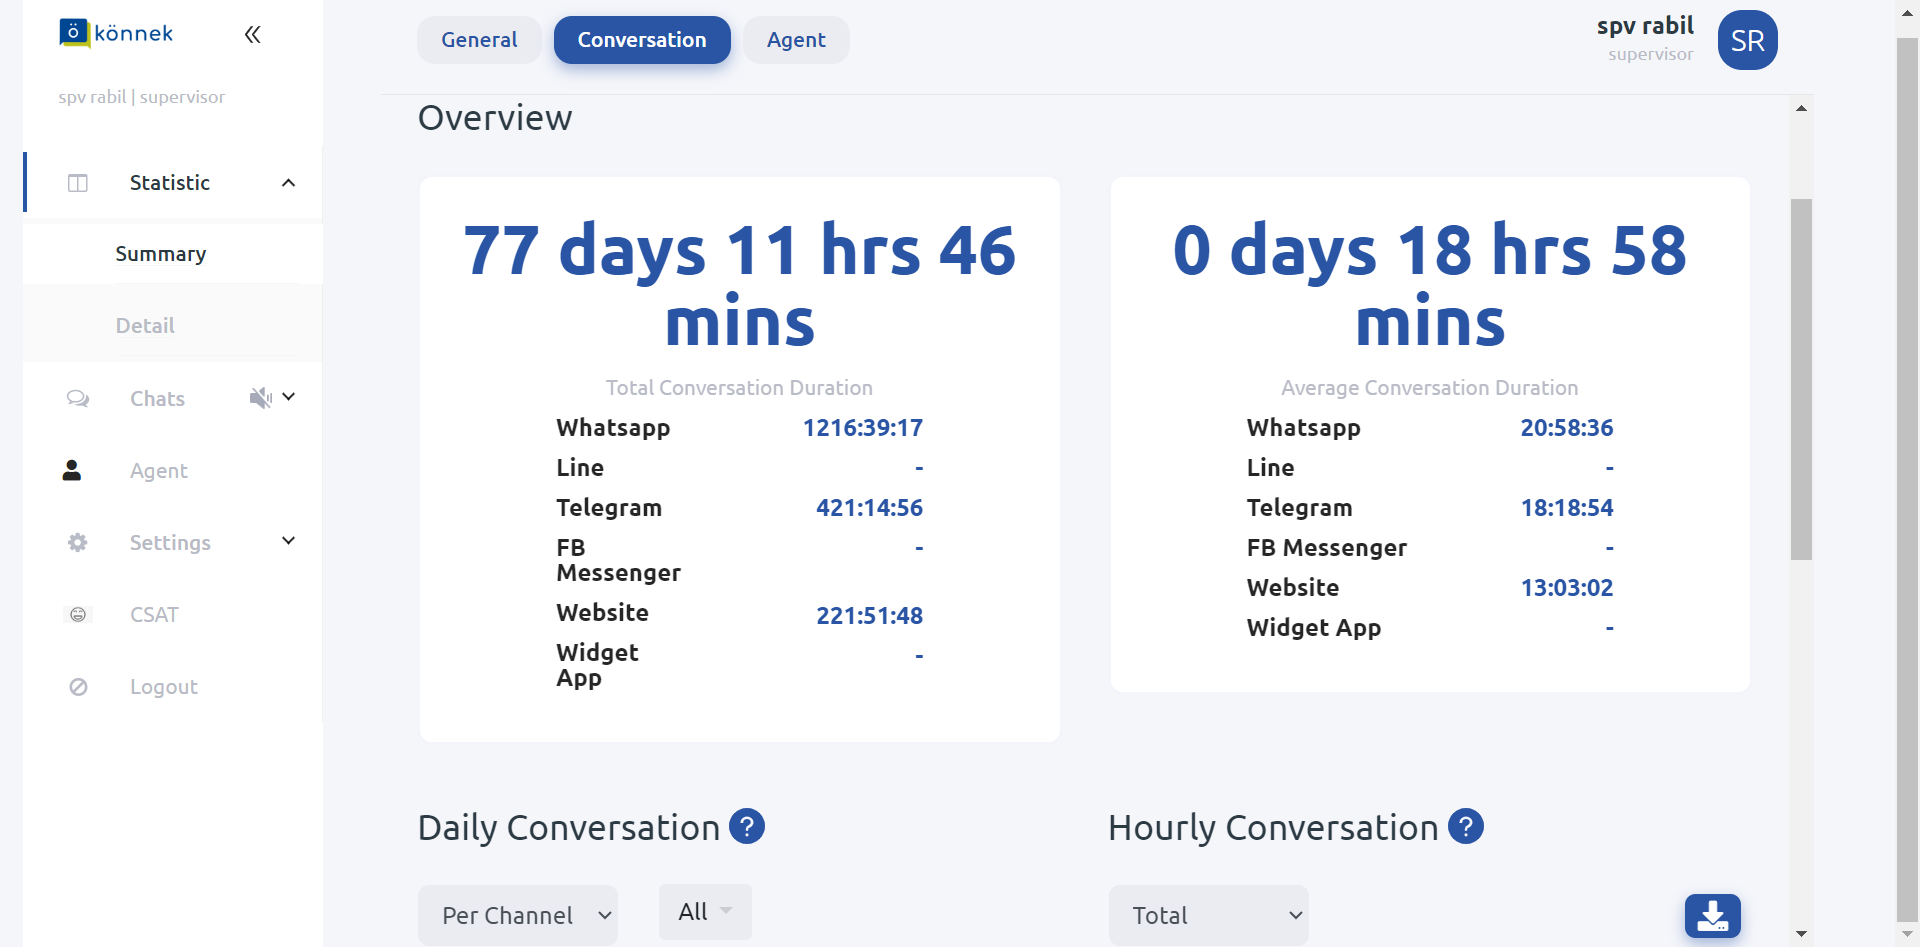 könnek
spv rabil | supervisor
Statistic
Summary
Detail
Chats
Agent
Settings
CSAT
Logout
General
Conversation
Agent
spv rabil
supervisor
SR
Overview
77 days 11 hrs 46
mins
Total Conversation Duration
Whatsapp 1216:39:17
Line -
Telegram 421:14:56
FB
Messenger -
Website 221:51:48
Widget
App -
0 days 18 hrs 58
mins
Average Conversation Duration
Whatsapp 20:58:36
Line -
Telegram 18:18:54
FB Messenger -
Website 13:03:02
Widget App -
Daily Conversation ?
Per Channel
All
Hourly Conversation ?
Total